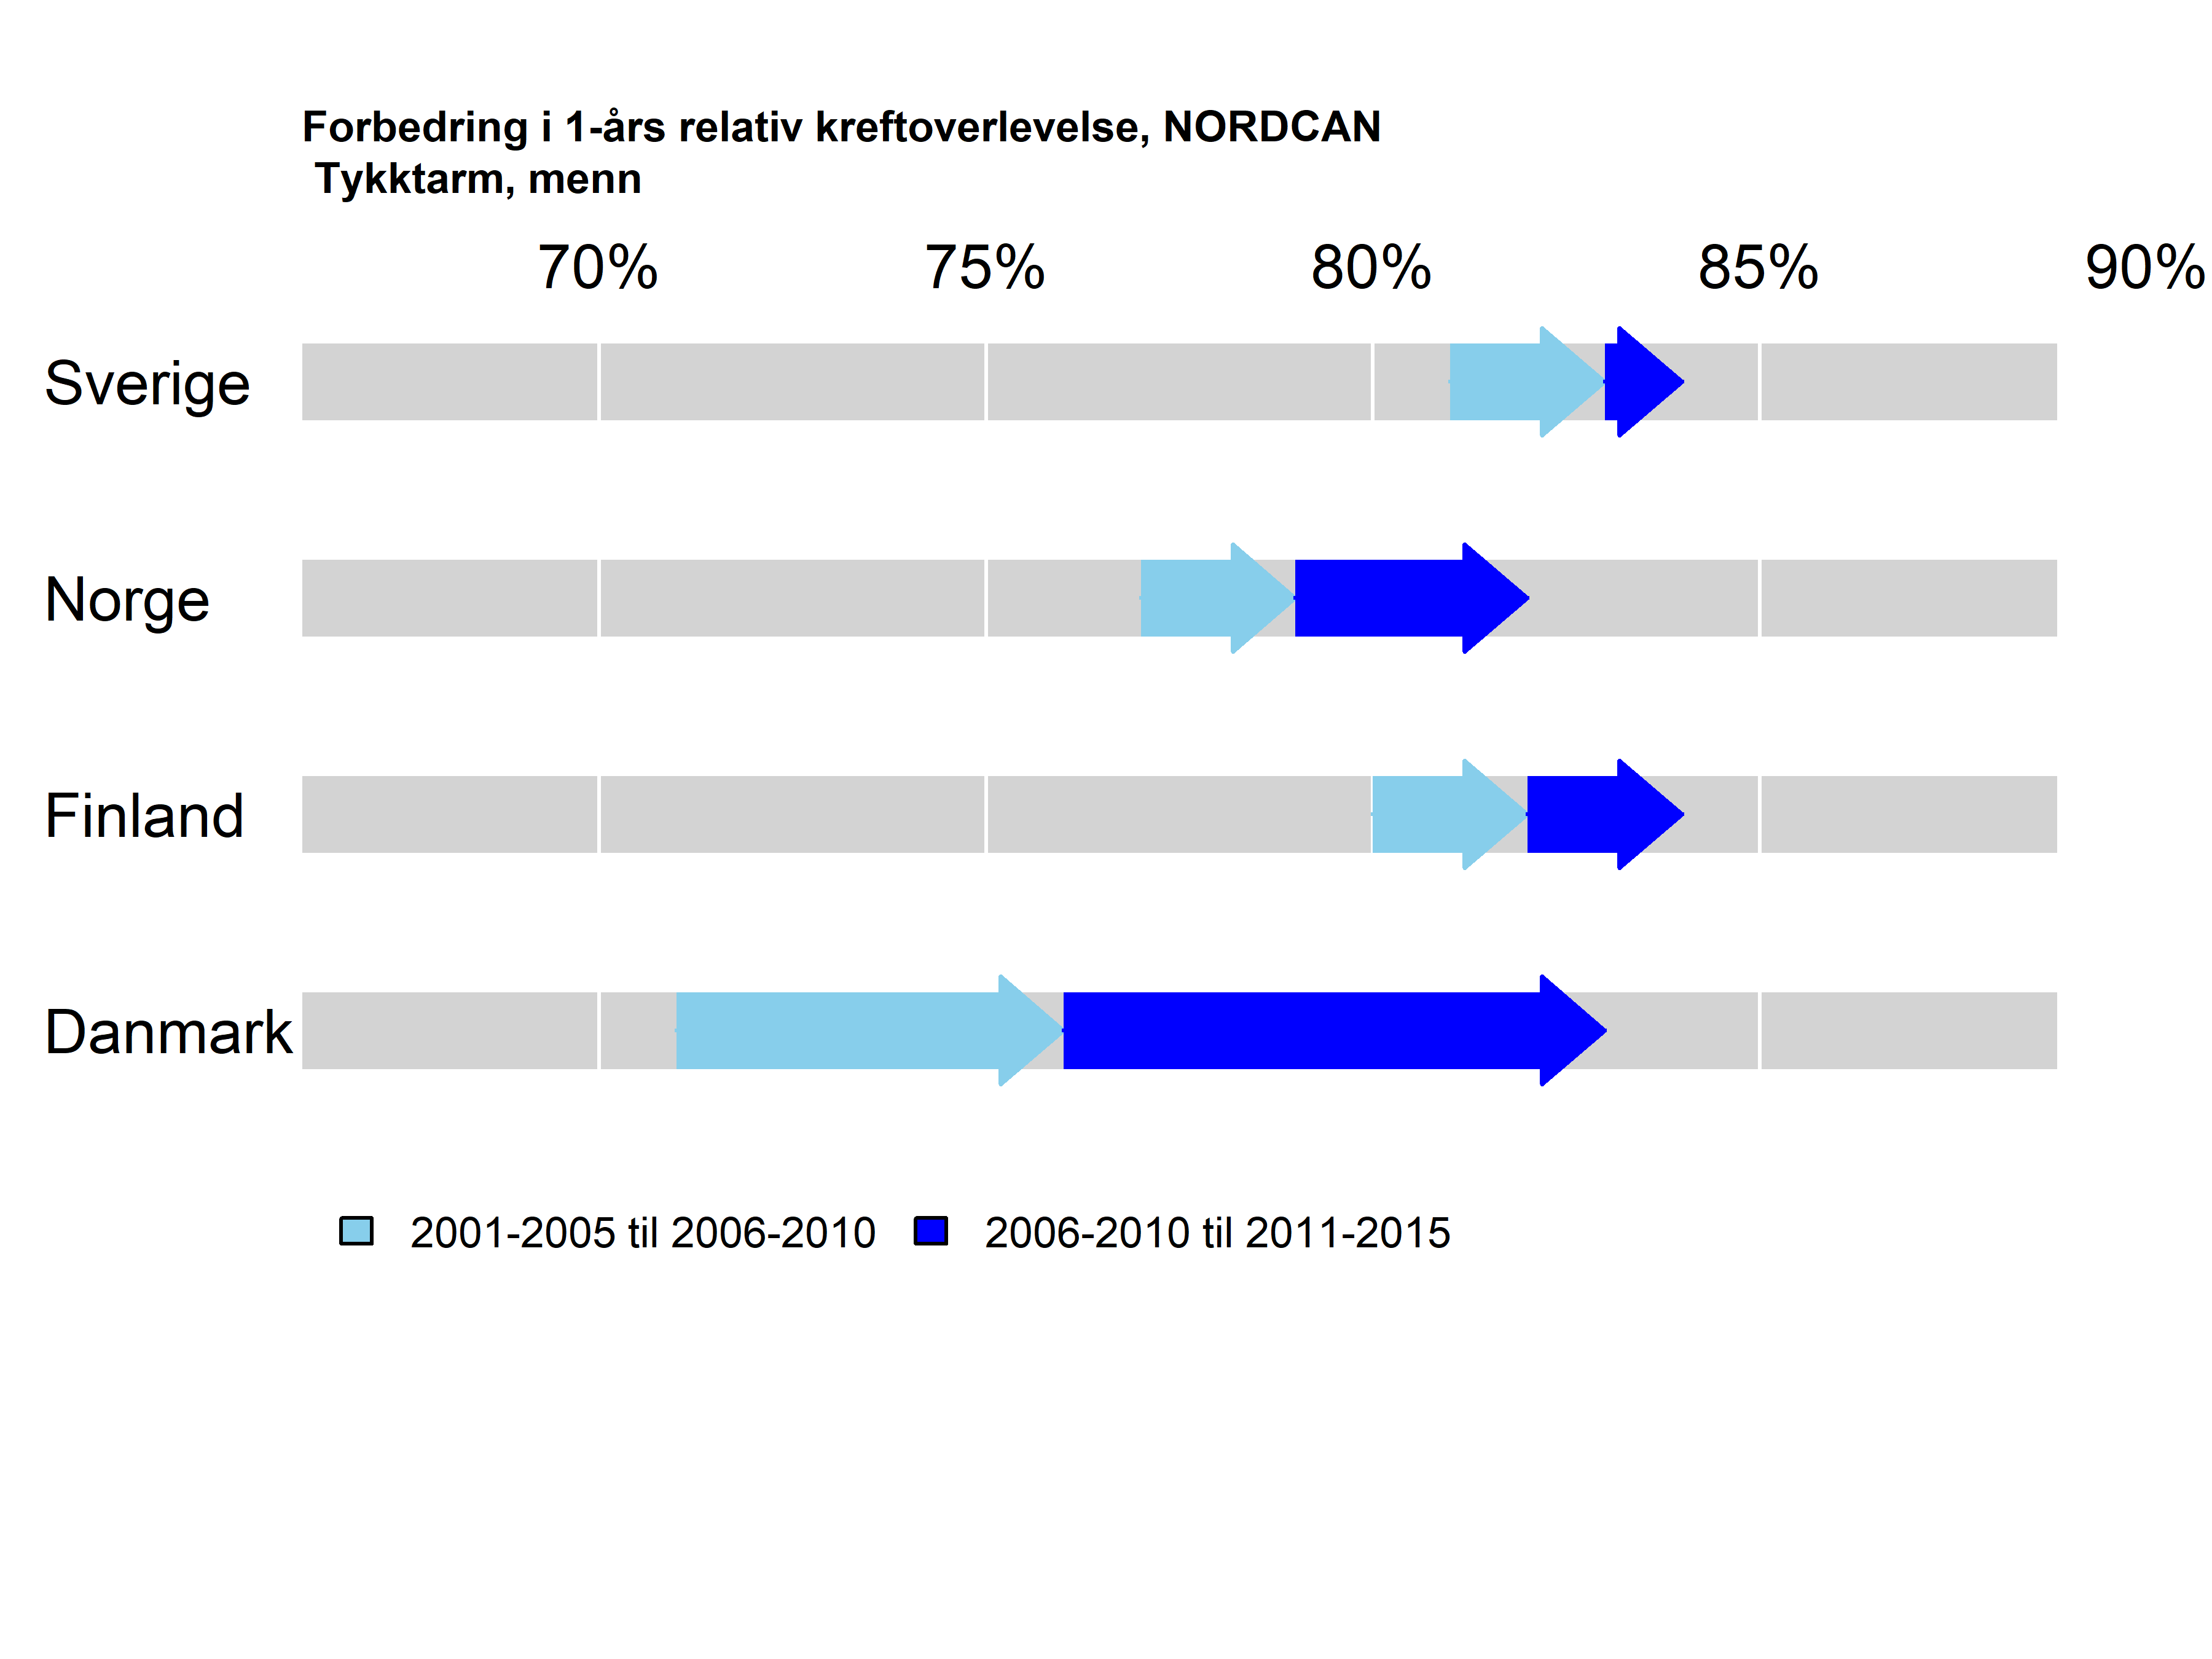 Forbedring i 1-års relativ kreftoverlevelse, NORDCAN
Tykktarm, menn
70% 75% 80% 85% 90%
Sverige
Norge
Finland
Danmark
2001-2005 til 2006-2010 2006-2010 til 2011-2015